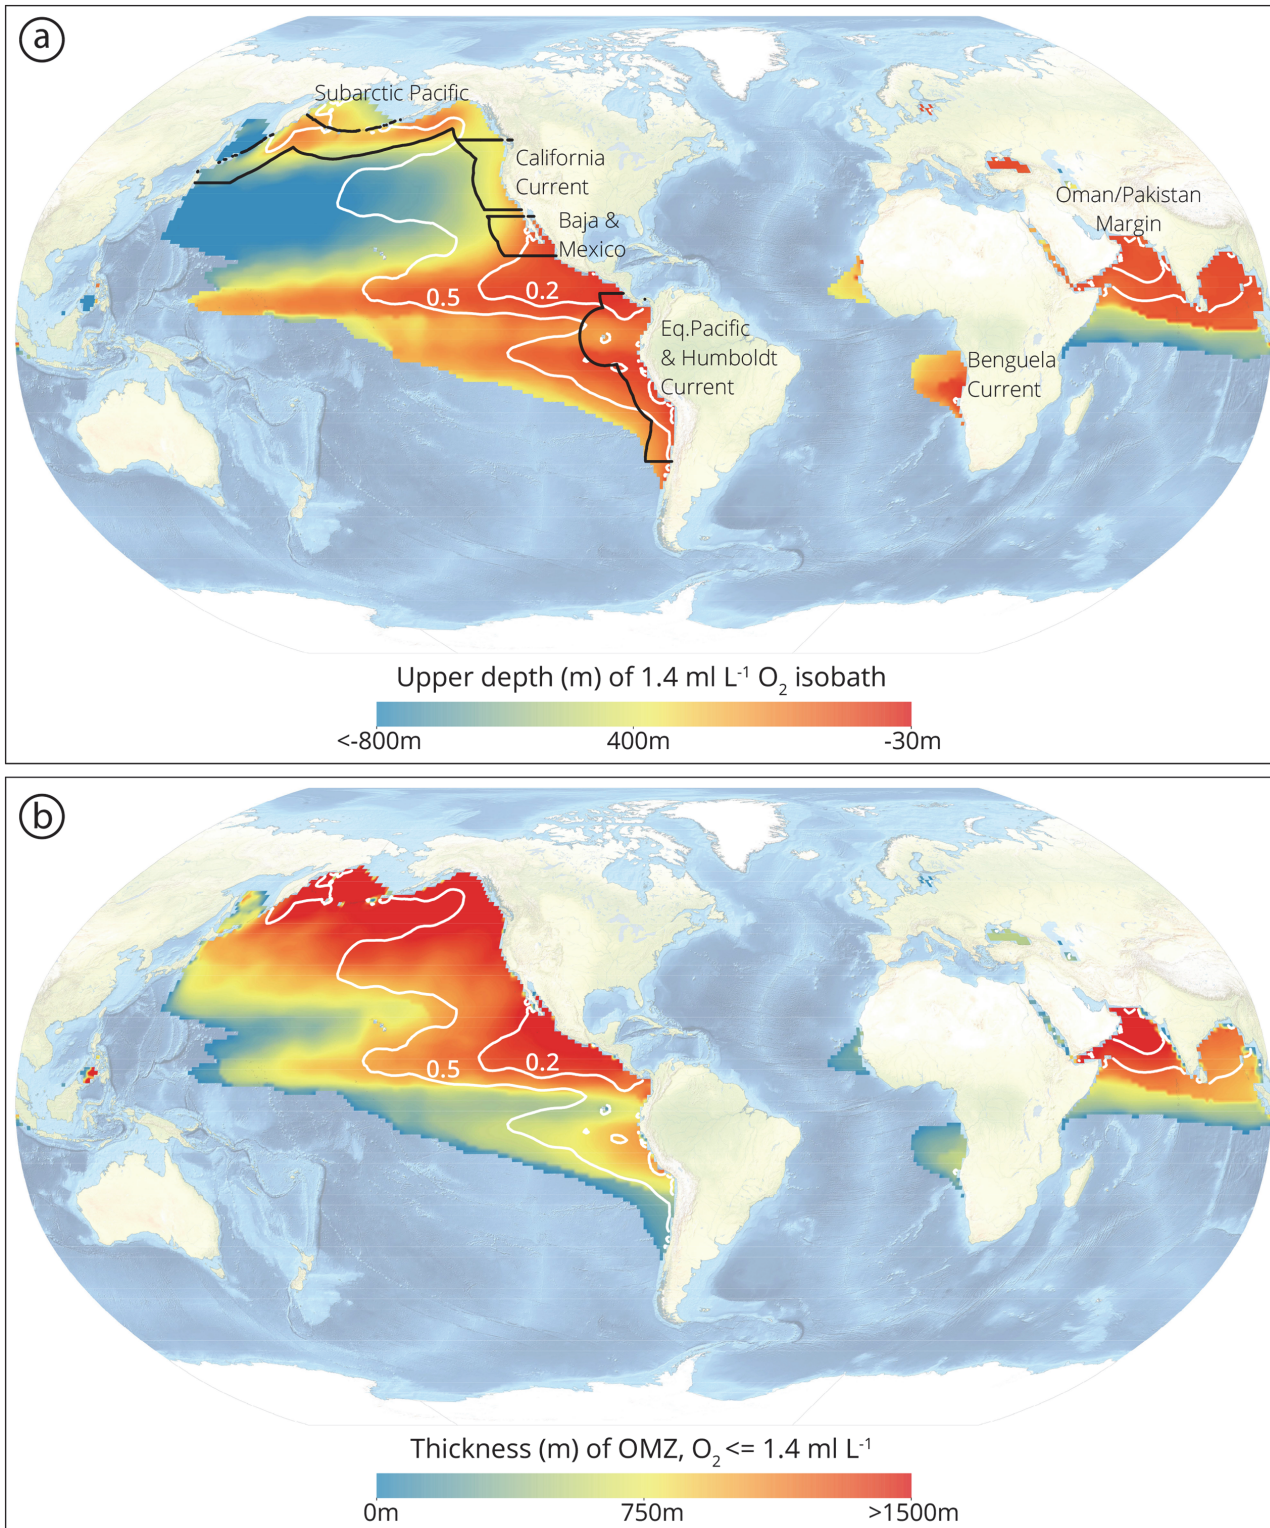 a
Subarctic Pacific
California
Current
Baja &
Mexico
Oman/Pakistan
Margin
0.5
0.2
Eq.Pacific
& Humboldt
Current
Benguela
Current
Upper depth (m) of 1.4 ml L⁻¹ O₂ isobath
<-800m 400m -30m
b
0.5
0.2
Thickness (m) of OMZ, O₂ <= 1.4 ml L⁻¹
0m 750m >1500m